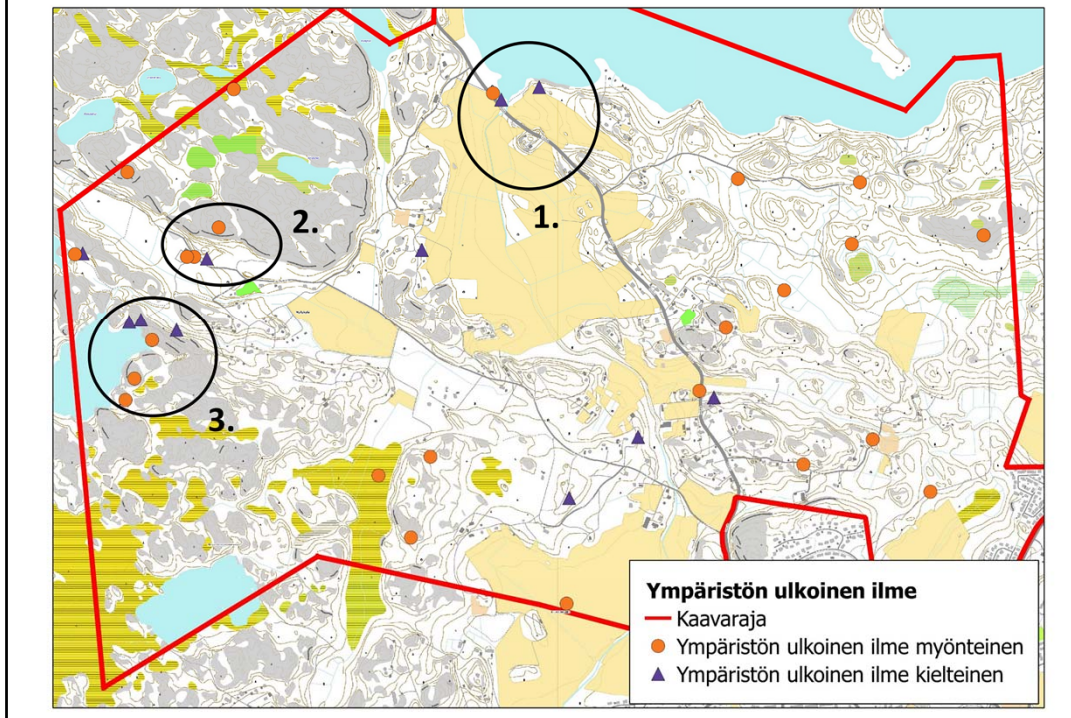 1.
2.
3.
Ympäristön ulkoinen ilme
Kaavaraja
Ympäristön ulkoinen ilme myönteinen
Ympäristön ulkoinen ilme kielteinen